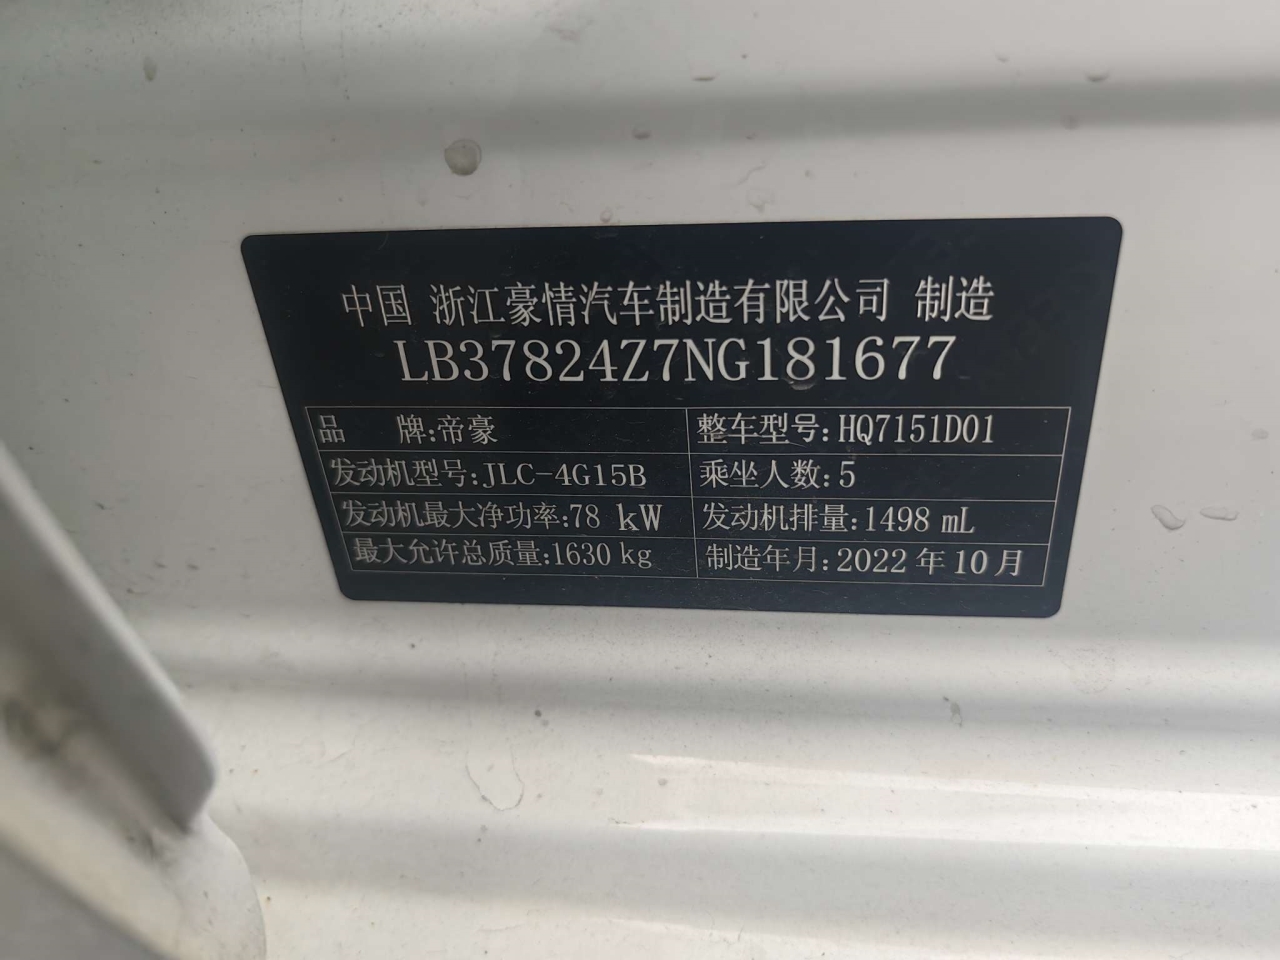 中国 浙江豪情汽车制造有限公司 制造
LB37824Z7NG181677
品 牌:帝豪 整车型号:HQ7151D01
发动机型号:JLC-4G15B 乘坐人数:5
发动机最大净功率:78 kW 发动机排量:1498 mL
最大允许总质量:1630 kg 制造年月:2022 年 10 月